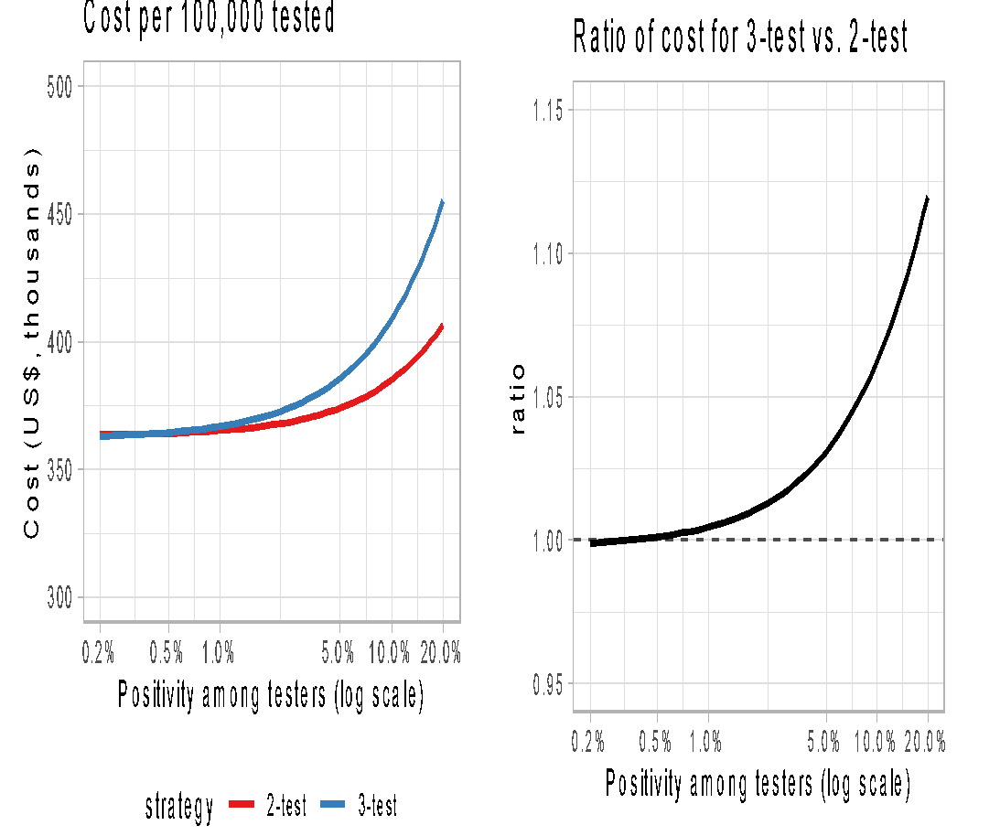 Cost per 100,000 tested
500
450
400
350
300
Cost (US$, thousands)
0.2% 0.5% 1.0% 5.0% 10.0% 20.0%
Positivity among testers (log scale)
strategy 2-test 3-test
Ratio of cost for 3-test vs. 2-test
1.15
1.10
1.05
1.00
0.95
ratio
0.2% 0.5% 1.0% 5.0% 10.0% 20.0%
Positivity among testers (log scale)